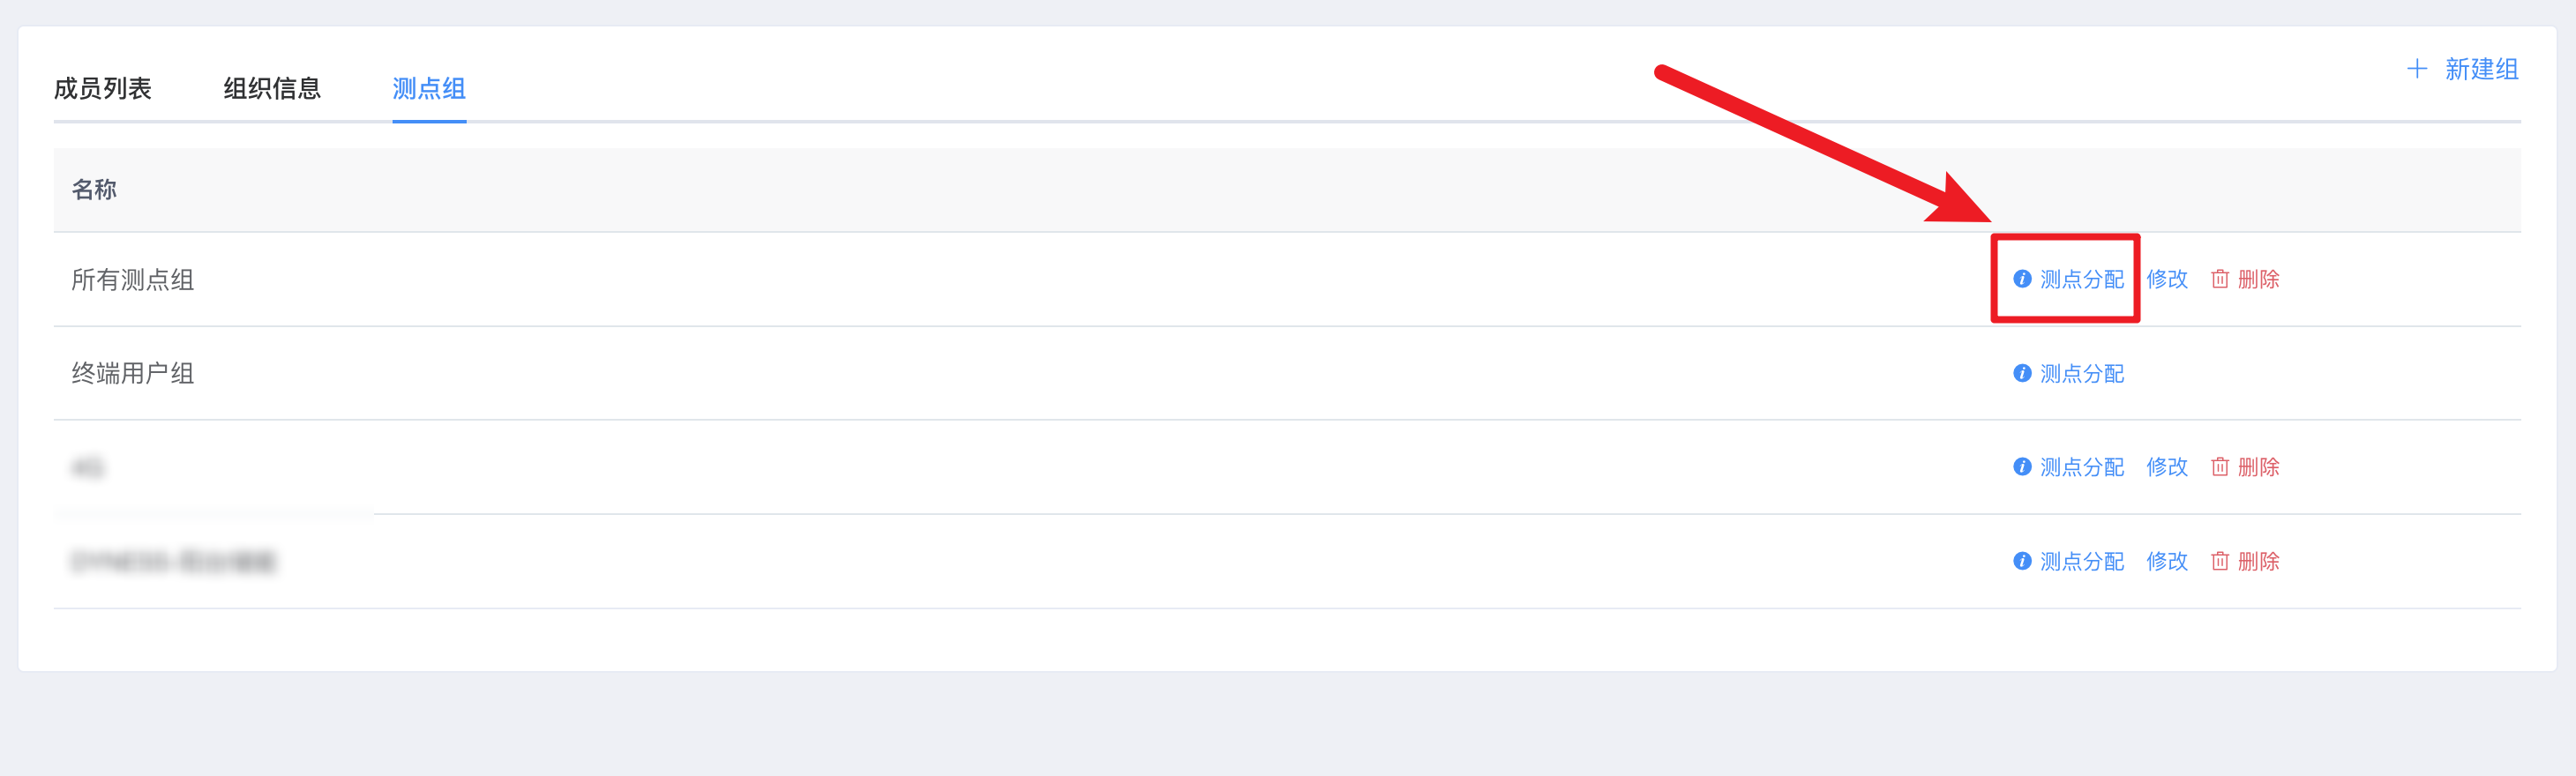 成员列表 组织信息 测点组 新建组
名称
所有测点组 测点分配 修改 删除
终端用户组 测点分配
测点分配 修改 删除
测点分配 修改 删除